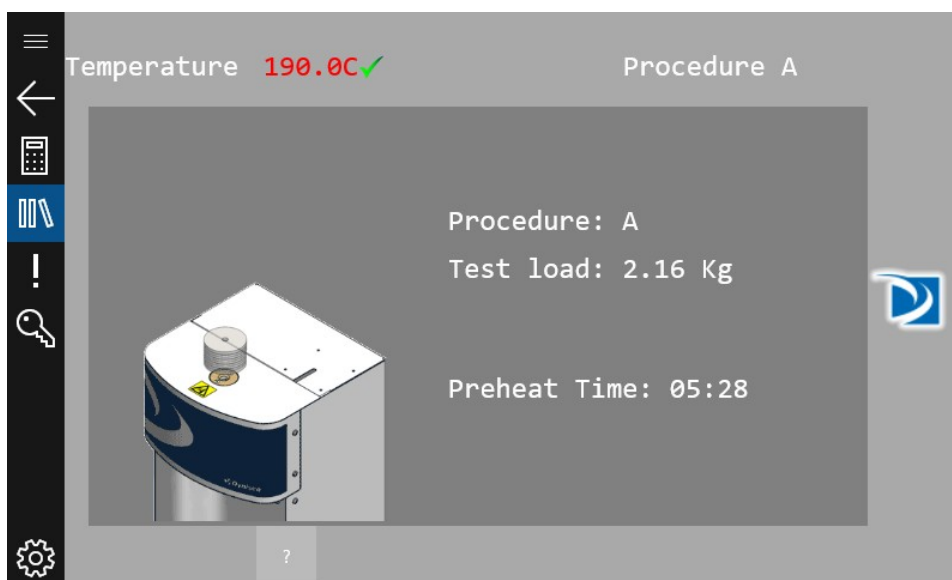 Temperature 190.0C Procedure A
Procedure: A
Test load: 2.16 Kg
Preheat Time: 05:28
?